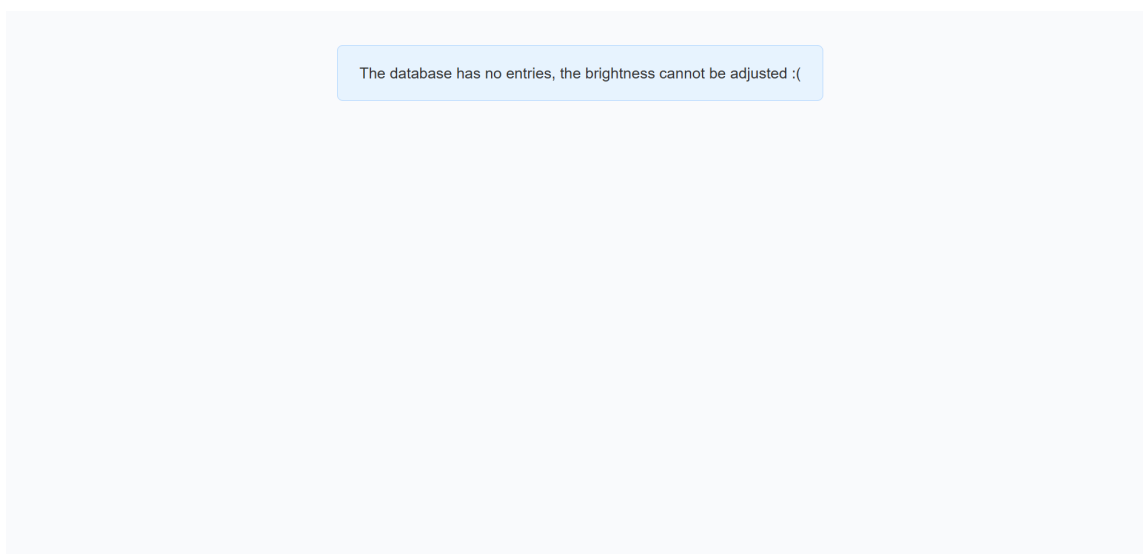 The database has no entries, the brightness cannot be adjusted :(